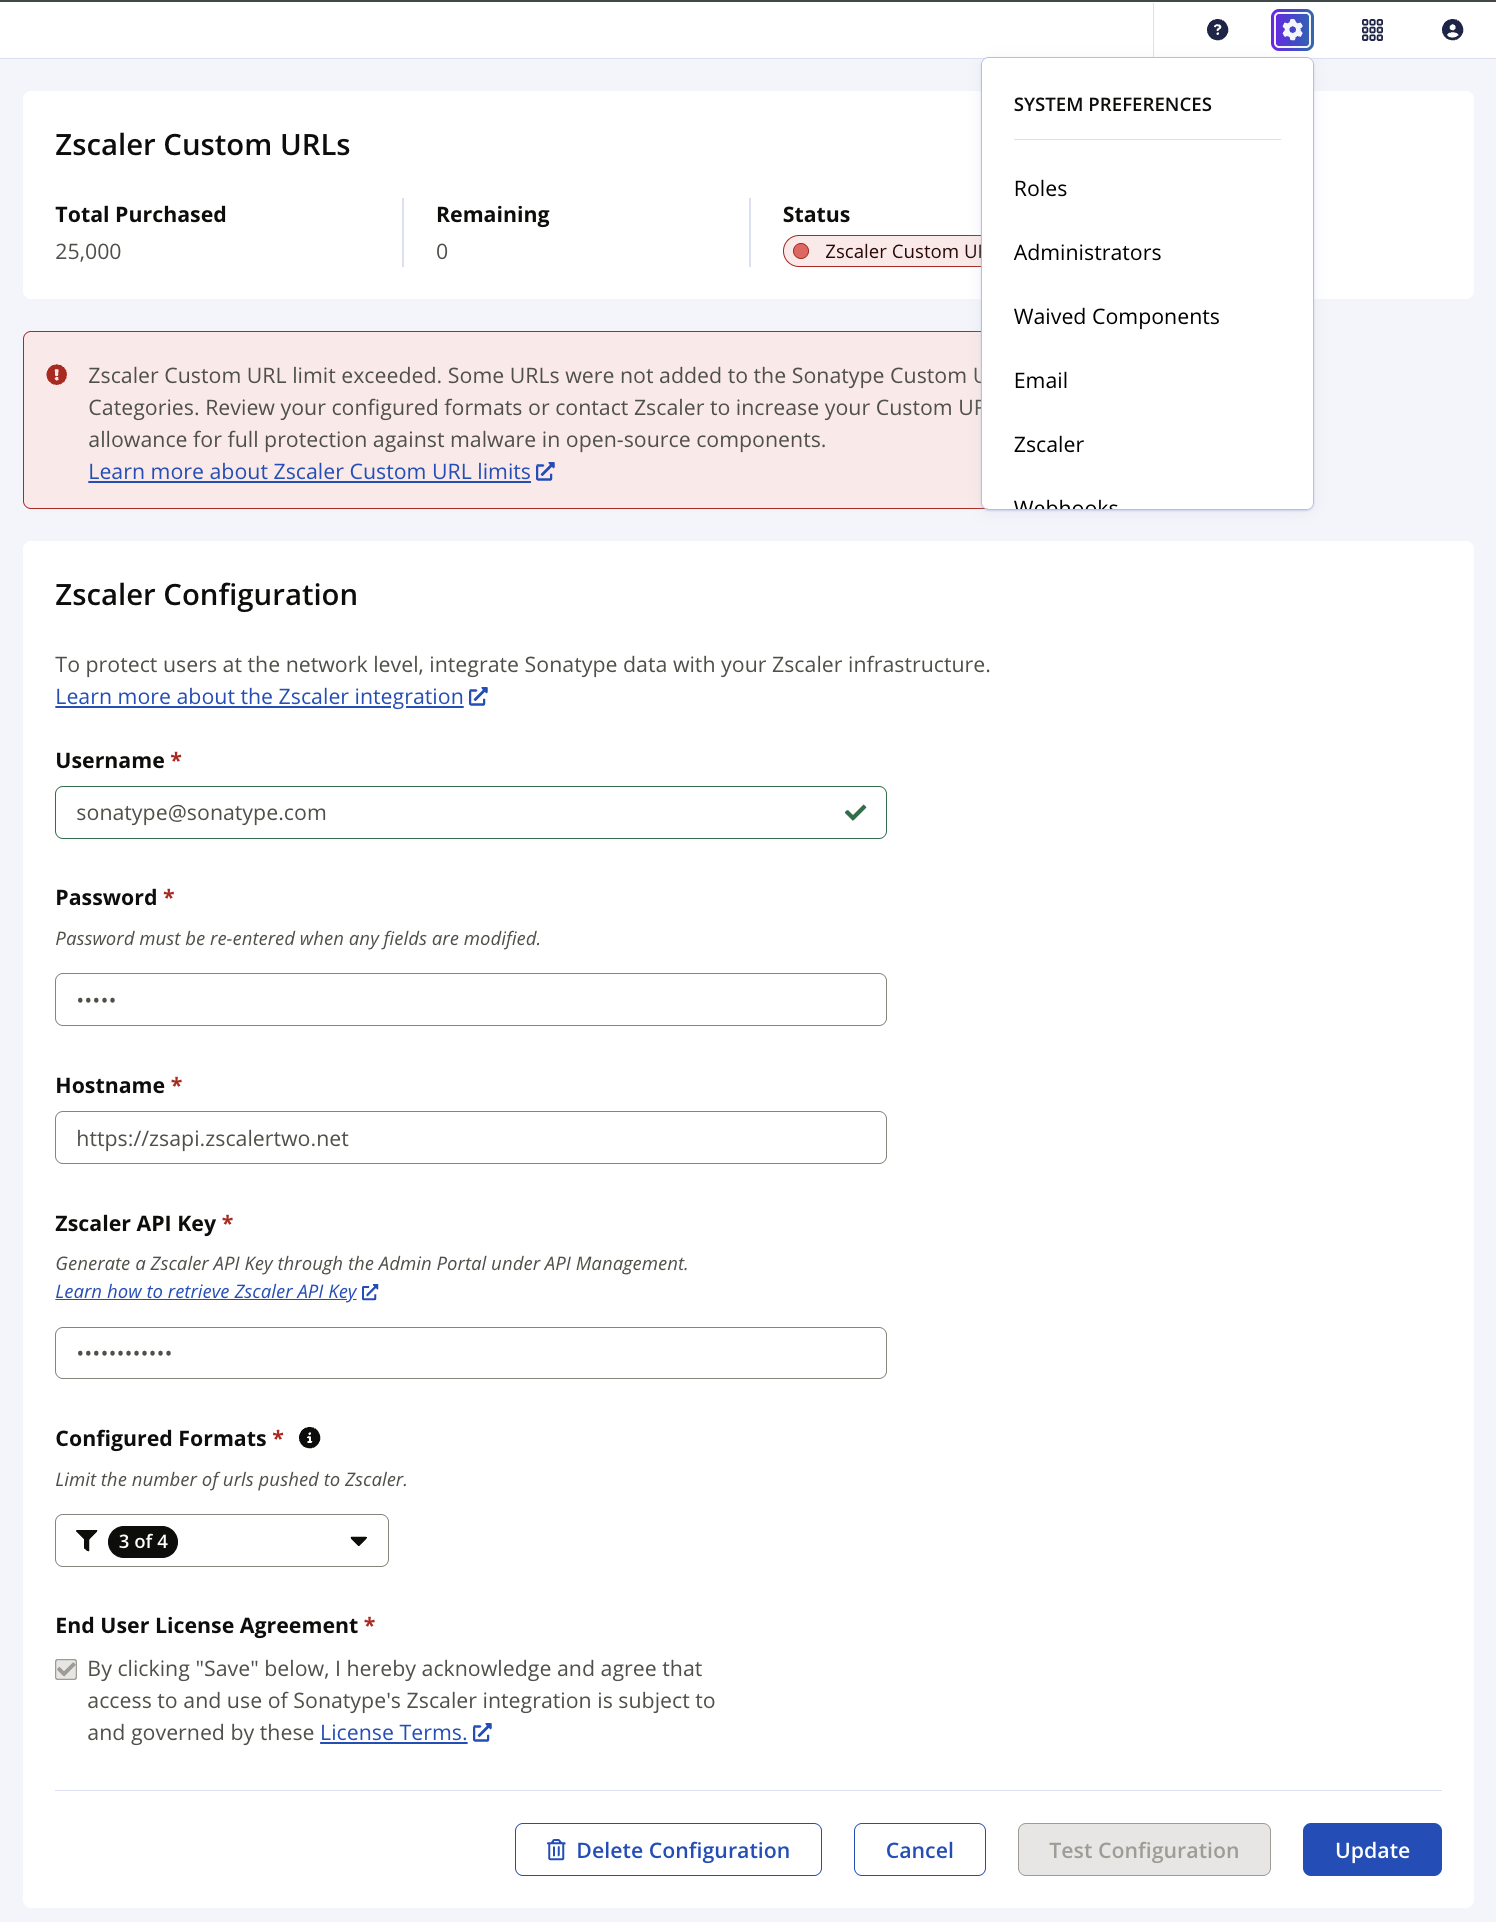 SYSTEM PREFERENCES
Roles
Administrators
Waived Components
Email
Zscaler
Webhooks
Zscaler Custom URLs
Total Purchased
25,000
Remaining
0
Status
Zscaler Custom
Zscaler Custom URL limit exceeded. Some URLs were not added to the Sonatype Custom
Categories. Review your configured formats or contact Zscaler to increase your Custom
allowance for full protection against malware in open-source components.
Learn more about Zscaler Custom URL limits
Zscaler Configuration
To protect users at the network level, integrate Sonatype data with your Zscaler infrastructure.
Learn more about the Zscaler integration
Username *
sonatype@sonatype.com
Password *
Password must be re-entered when any fields are modified.
•••••
Hostname *
https://zsapi.zscalertwo.net
Zscaler API Key *
Generate a Zscaler API Key through the Admin Portal under API Management.
Learn how to retrieve Zscaler API Key
••••••••••••
Configured Formats *
Limit the number of urls pushed to Zscaler.
3 of 4
End User License Agreement *
By clicking "Save" below, I hereby acknowledge and agree that
access to and use of Sonatype's Zscaler integration is subject to
and governed by these License Terms.
Delete Configuration
Cancel
Test Configuration
Update